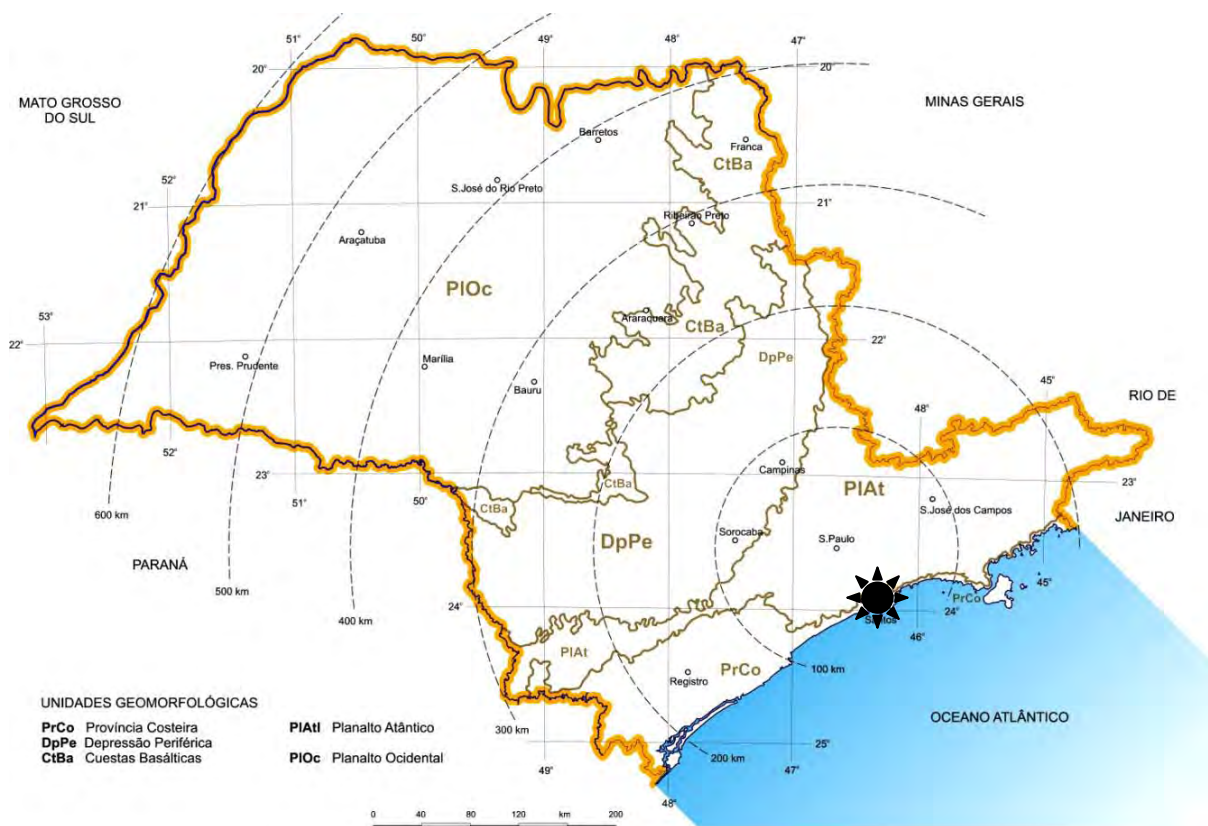 51°
50°
49°
48°
47°
20°
20°
MATO GROSSO
DO SUL
MINAS GERAIS
Barretos
Franca
CtBa
52°
S.José do Rio Preto
21°
21°
Ribeirão Preto
Araçatuba
PlOc
53°
Araraquara
CtBa
22°
22°
DpPe
Pres. Prudente
Marília
Bauru
45°
RIO DE
48°
52°
Campinas
23°
CtBa
PlAt
23°
51°
50°
CtBa
S.José dos Campos
600 km
JANEIRO
DpPe
Sorocaba
S.Paulo
PARANÁ
45°
500 km
PrCo
24°
24°
400 km
Santos
46°
PlAt
PrCo
100 km
Registro
UNIDADES GEOMORFOLÓGICAS
OCEANO ATLÂNTICO
PrCo Província Costeira
PlAtl Planalto Atântico
300 km
DpPe Depressão Periférica
25°
200 km
CtBa Cuestas Basálticas
PlOc Planalto Ocidental
49°
47°
48°
0 40 80 120 km 200